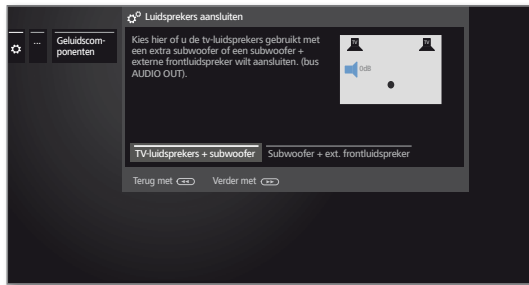 Luidsprekers aansluiten
...
Geluidscom-
ponenten
Kies hier of u de tv-luidsprekers gebruikt met
een extra subwoofer of een subwoofer +
externe frontluidspreker wilt aansluiten. (bus
AUDIO OUT).
TV TV
0dB
TV-luidsprekers + subwoofer Subwoofer + ext. frontluidspreker
Terug met Verder met